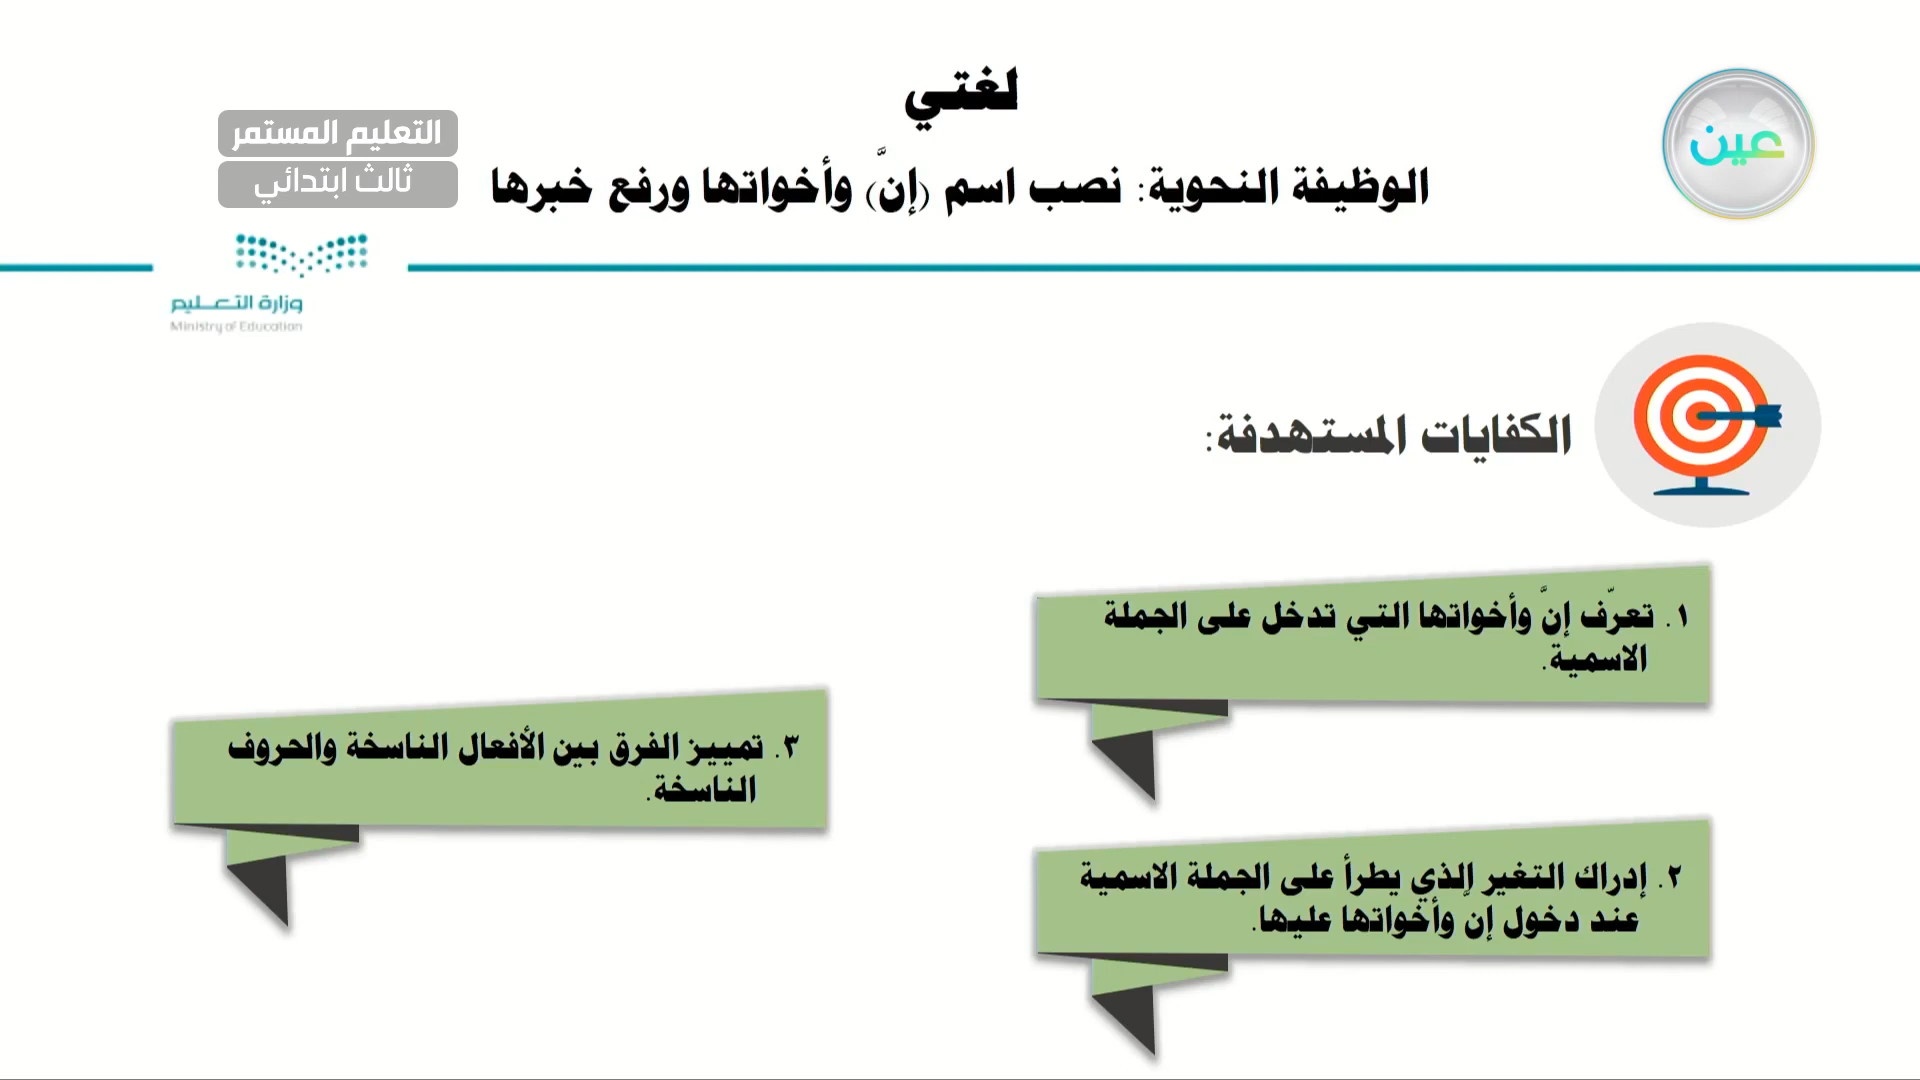 لغتي
الوظيفة النحوية: نصب اسم (إنَّ) وأخواتها ورفع خبرها
عين
التعليم المستمر
ثالث ابتدائي
وزارة التعليم
Ministry of Education
الكفايات المستهدفة:
١. تعرّف إنَّ وأخواتها التي تدخل على الجملة
الاسمية.
٢. إدراك التغير الذي يطرأ على الجملة الاسمية
عند دخول إنَّ وأخواتها عليها.
٣. تمييز الفرق بين الأفعال الناسخة والحروف
الناسخة.